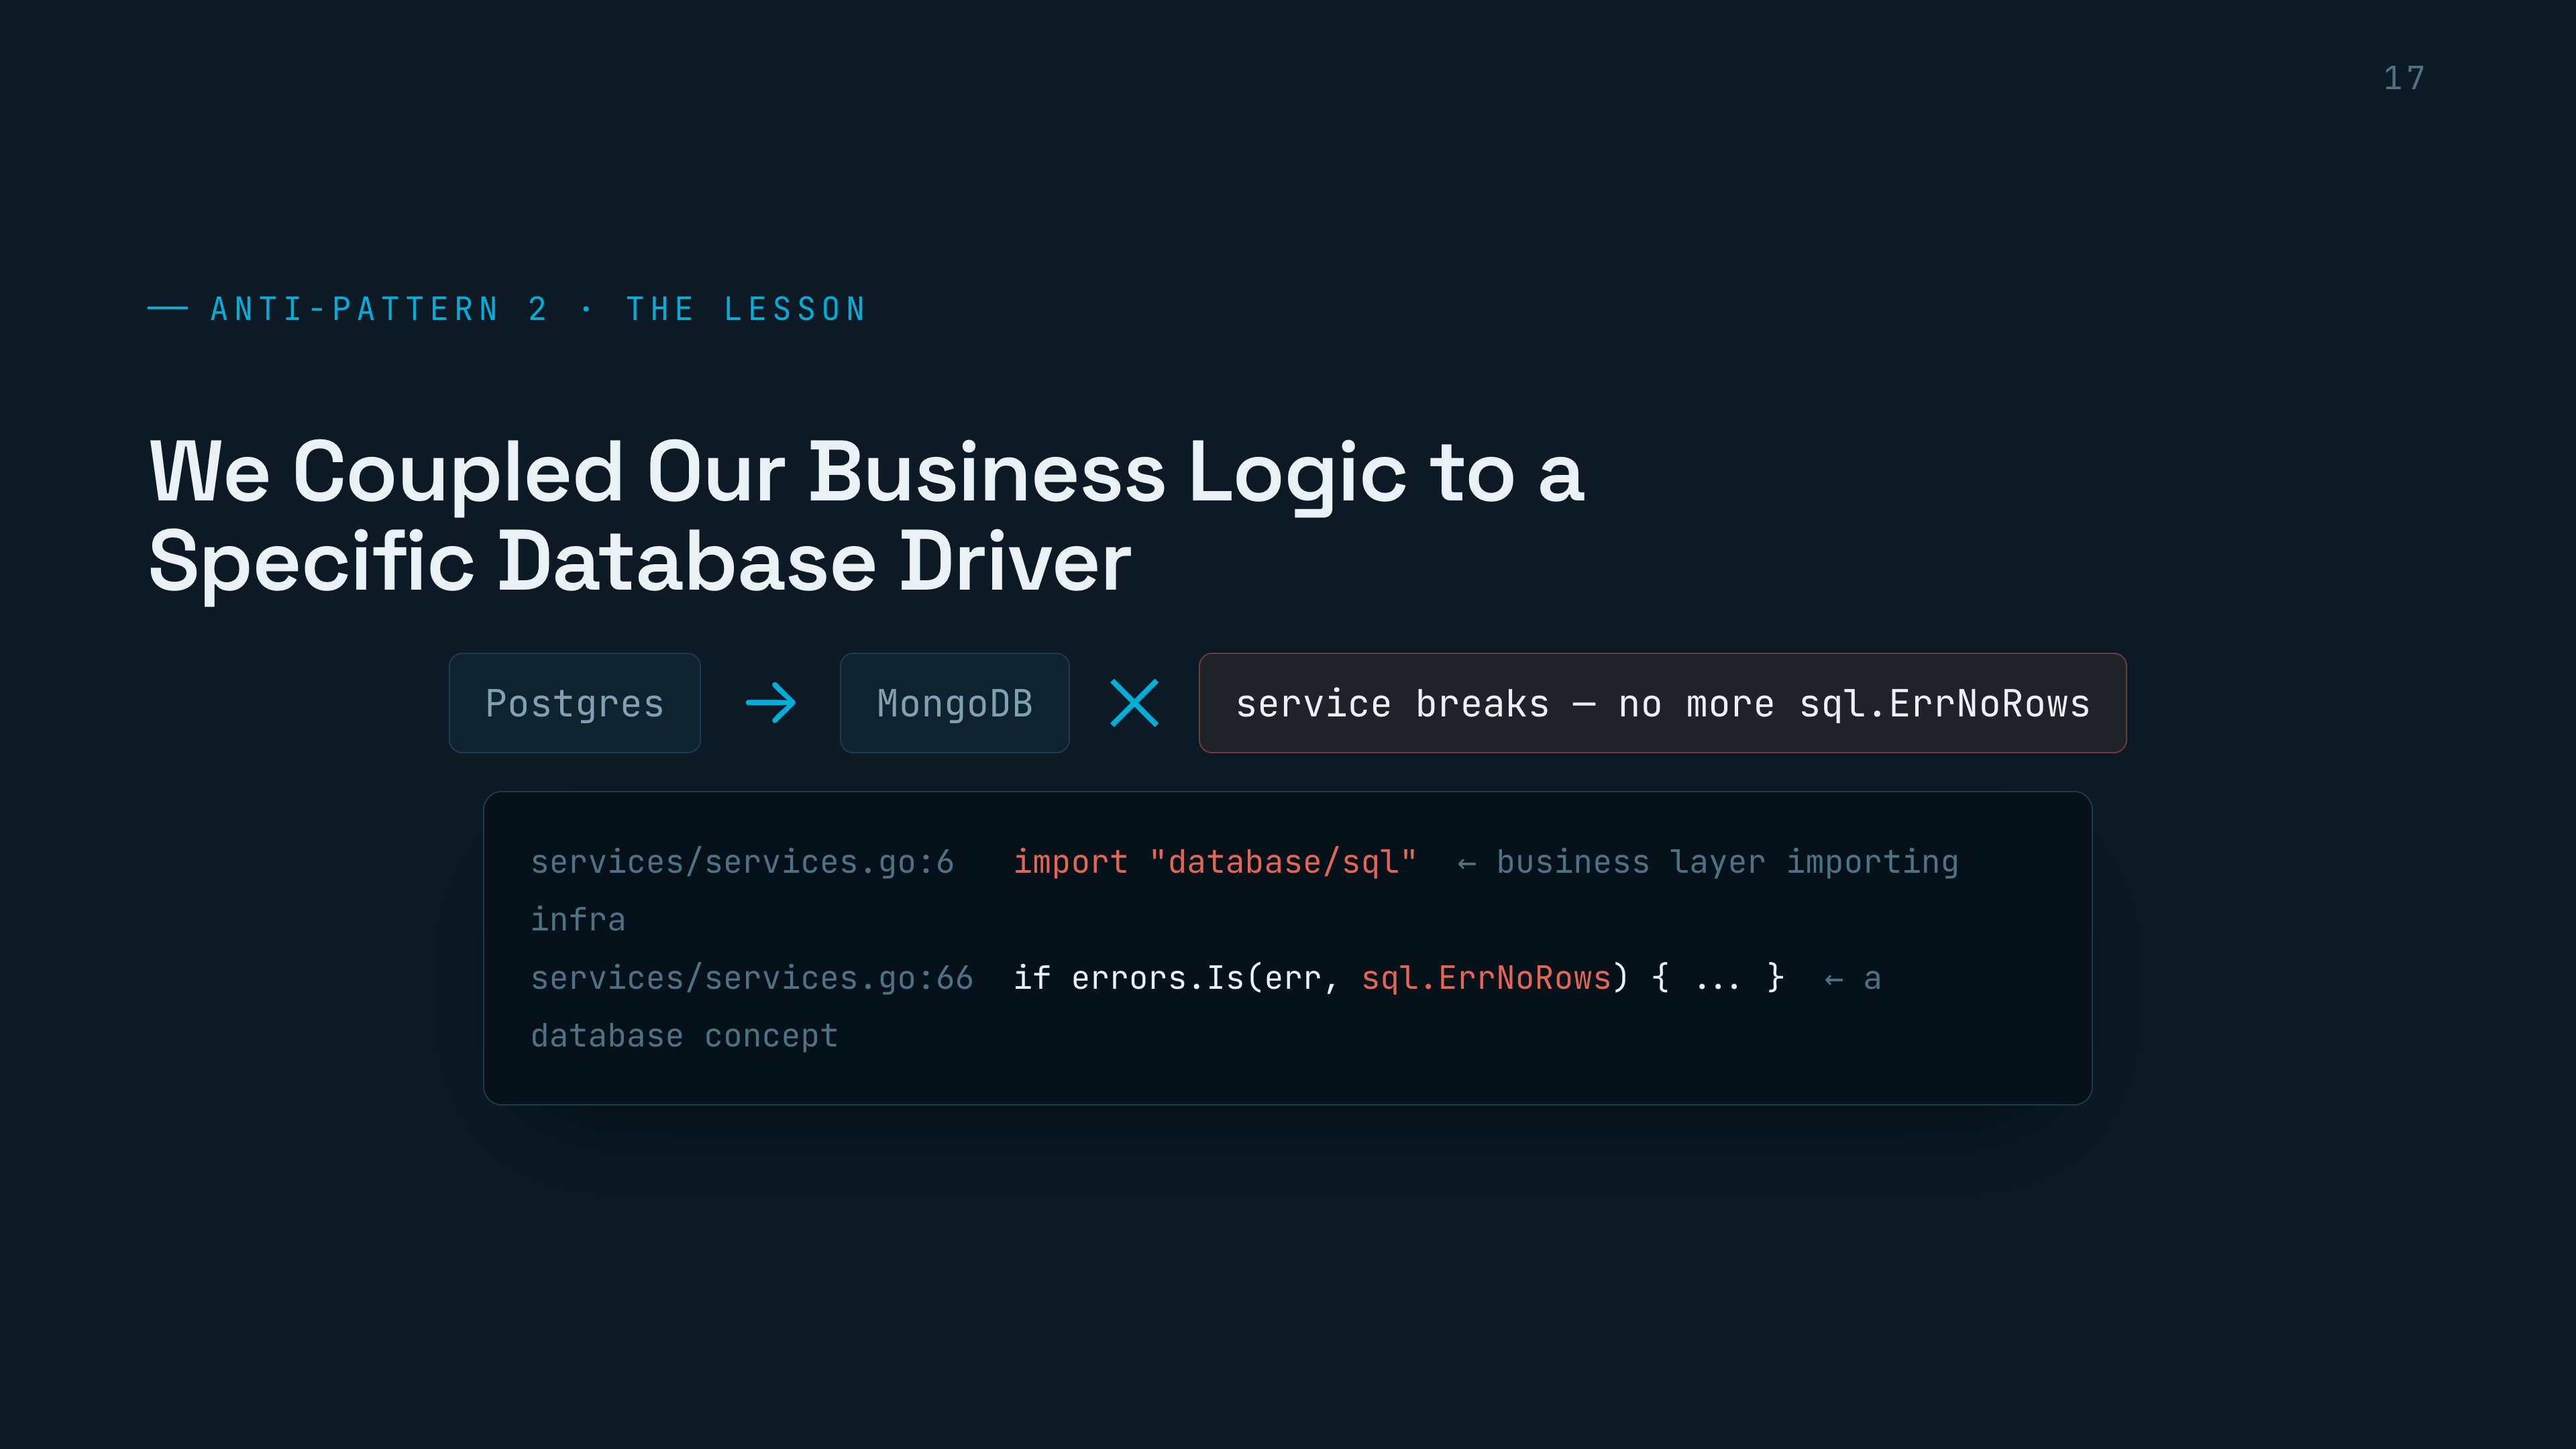 17
ANTI-PATTERN 2 · THE LESSON
We Coupled Our Business Logic to a
Specific Database Driver
Postgres → MongoDB ✕ service breaks — no more sql.ErrNoRows
services/services.go:6 import "database/sql" ← business layer importing
infra
services/services.go:66 if errors.Is(err, sql.ErrNoRows) { ... } ← a
database concept